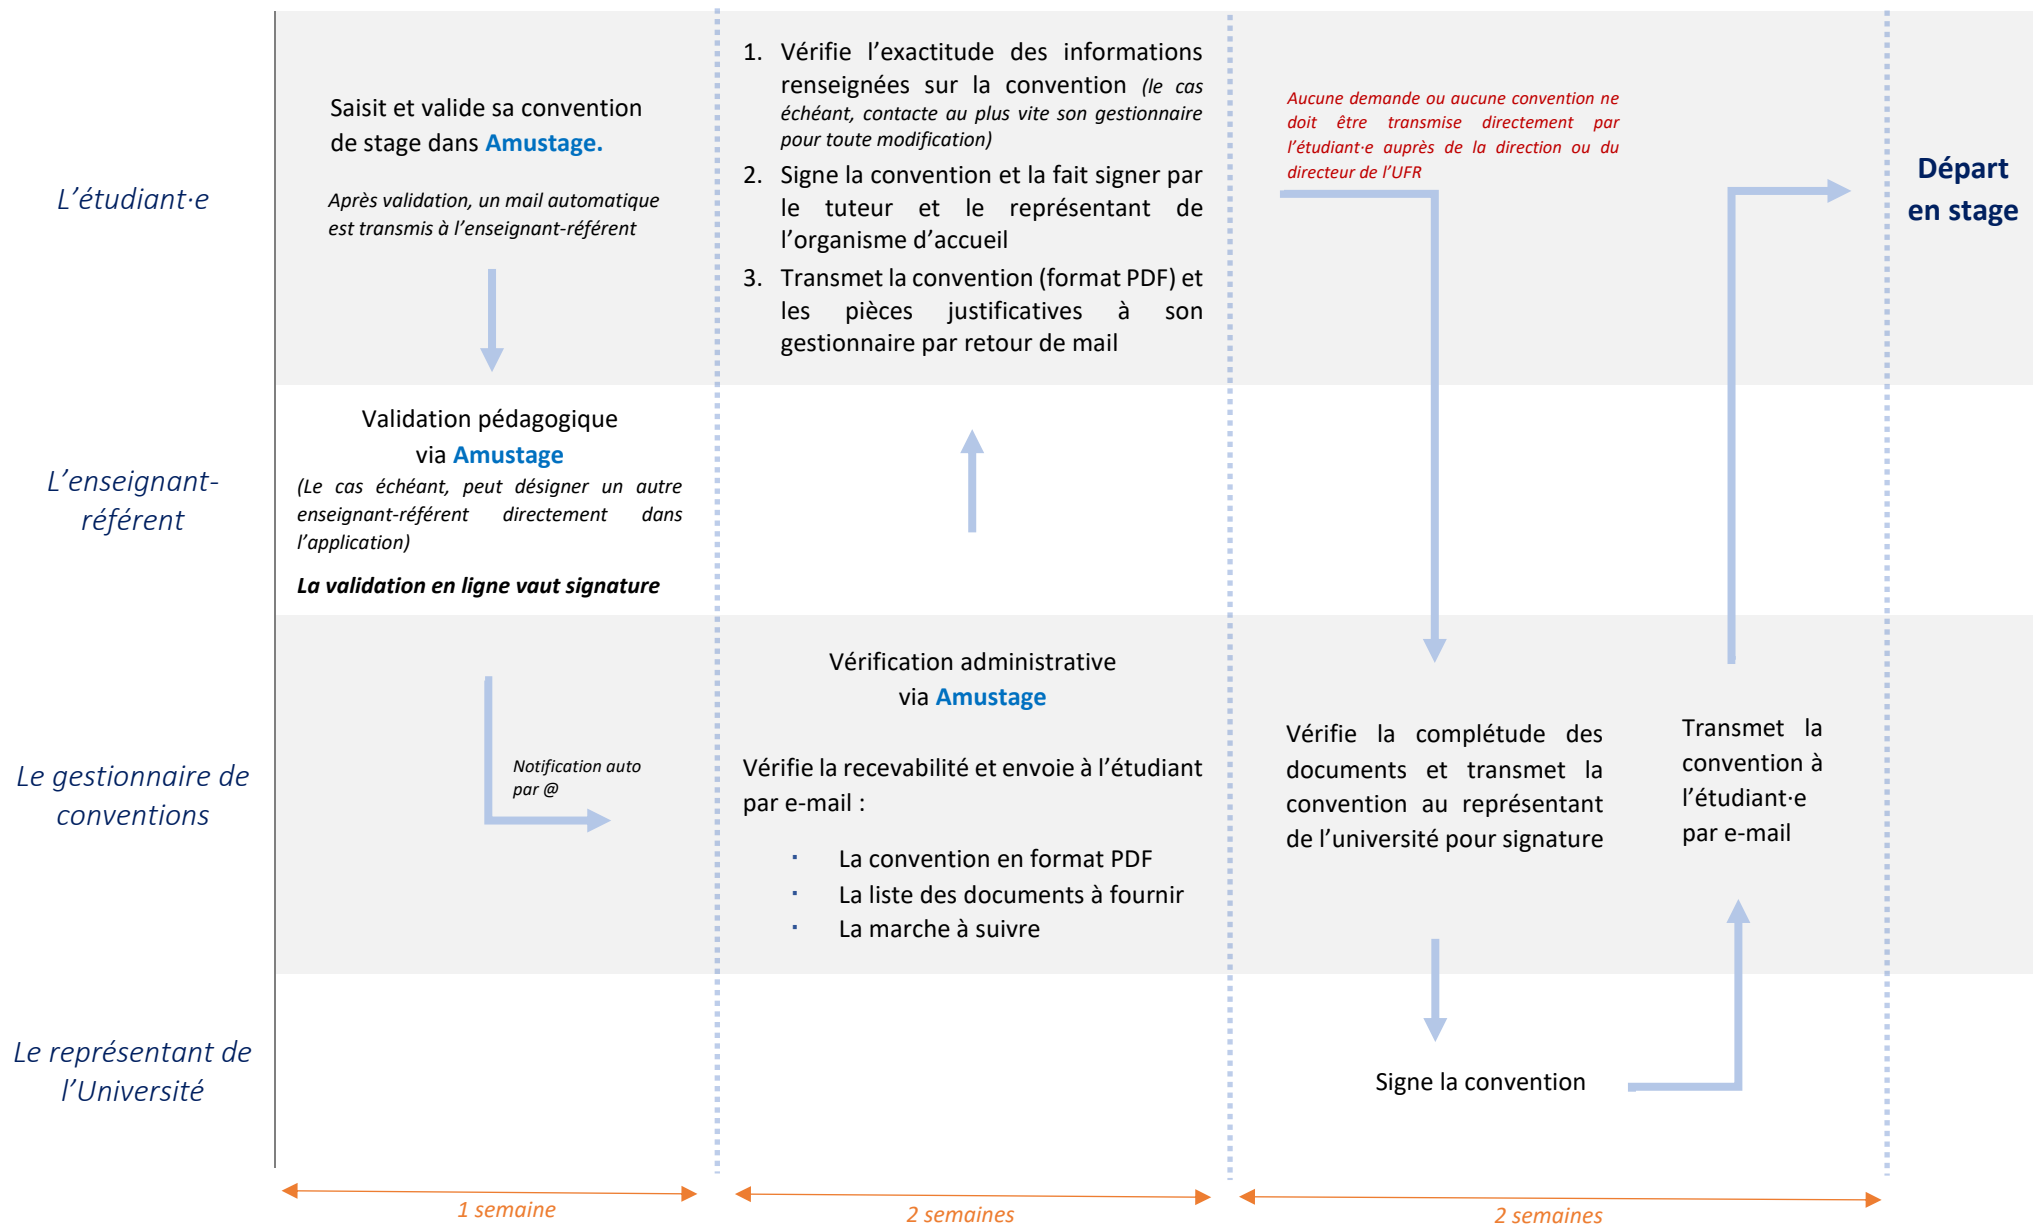 L’étudiant·e
Saisit et valide sa convention
de stage dans Amustage.
Après validation, un mail automatique
est transmis à l’enseignant-référent
1. Vérifie l’exactitude des informations
renseignées sur la convention (le cas
échéant, contacte au plus vite son gestionnaire
pour toute modification)
2. Signe la convention et la fait signer par
le tuteur et le représentant de
l’organisme d’accueil
3. Transmet la convention (format PDF) et
les pièces justificatives à son
gestionnaire par retour de mail
Aucune demande ou aucune convention ne
doit être transmise directement par
l’étudiant·e auprès de la direction ou du
directeur de l’UFR
Départ
en stage
L’enseignant-
référent
Validation pédagogique
via Amustage
(Le cas échéant, peut désigner un autre
enseignant-référent directement dans
l’application)
La validation en ligne vaut signature
Le gestionnaire de
conventions
Notification auto
par @
Vérification administrative
via Amustage
Vérifie la recevabilité et envoie à l’étudiant
par e-mail :
▪ La convention en format PDF
▪ La liste des documents à fournir
▪ La marche à suivre
Vérifie la complétude des
documents et transmet la
convention au représentant
de l’université pour signature
Transmet la
convention à
l’étudiant·e
par e-mail
Le représentant de
l’Université
Signe la convention
1 semaine
2 semaines
2 semaines